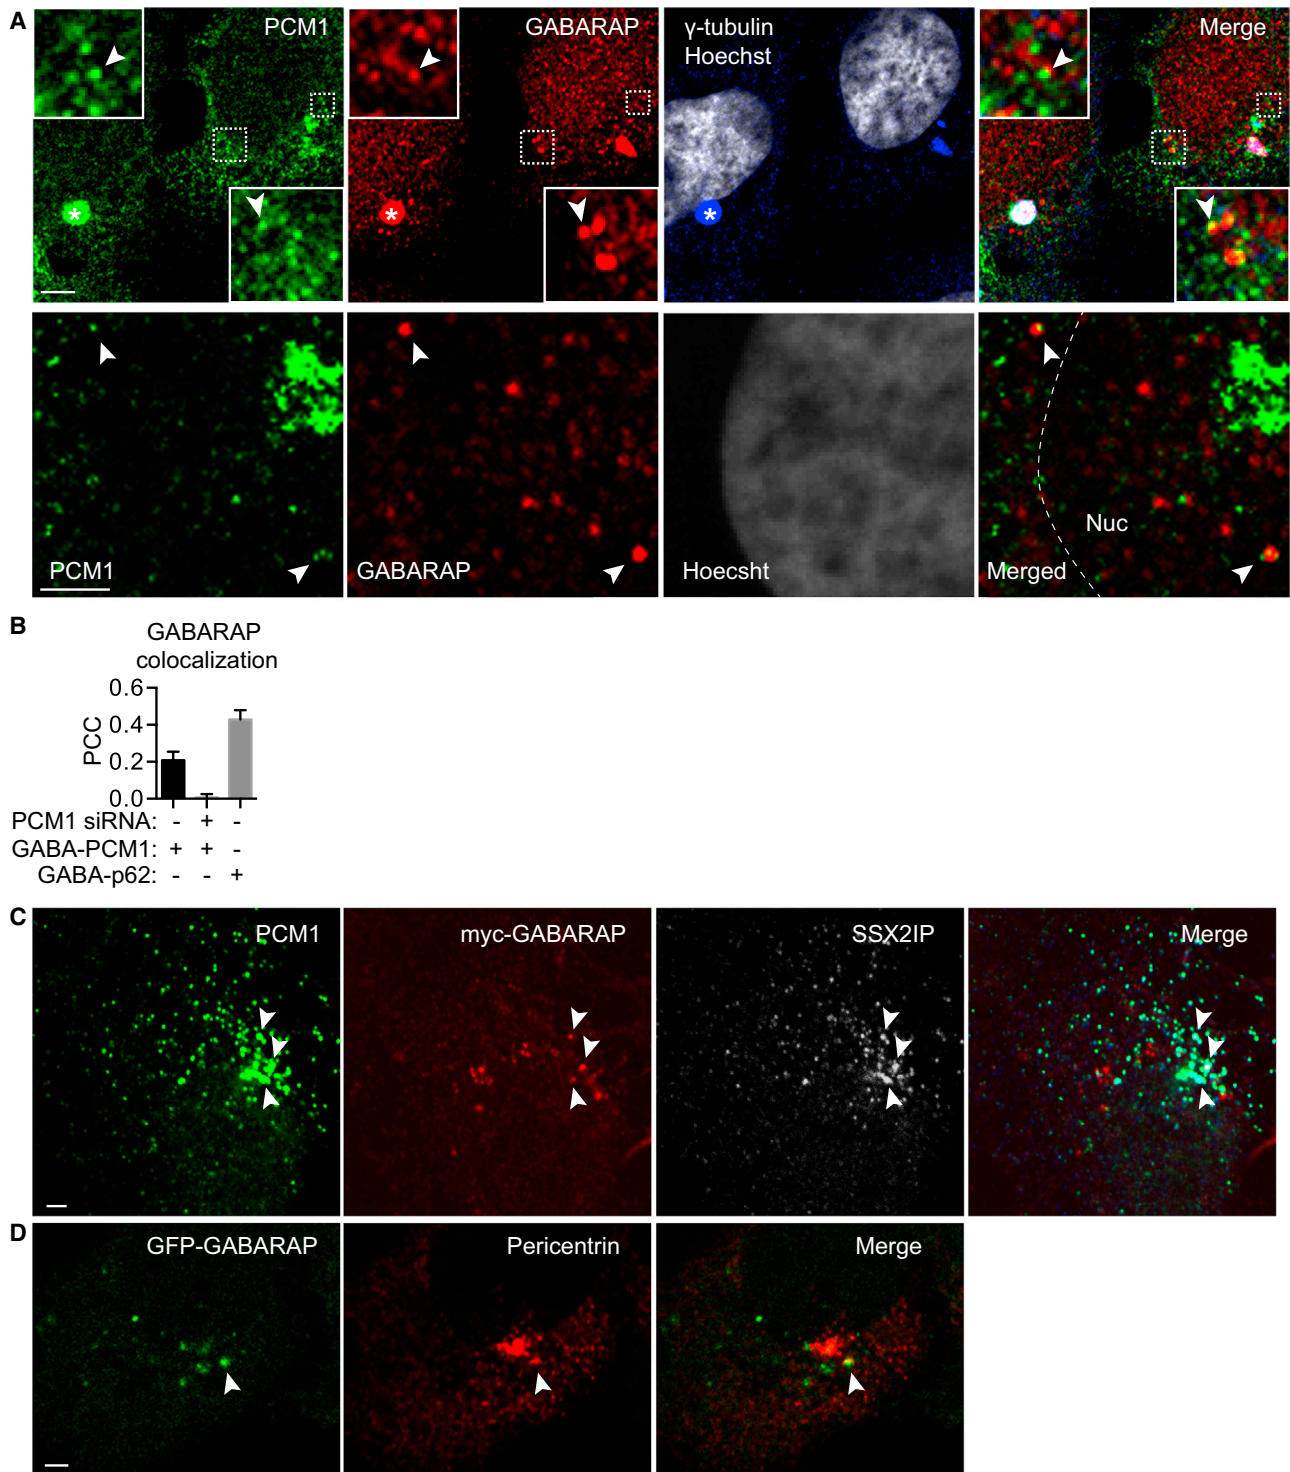 A
PCM1
GABARAP
γ-tubulin
Hoechst
Merge
*
*
*
PCM1
GABARAP
Hoecsht
Nuc
Merged
B
GABARAP
colocalization
PCC
0.6
0.4
0.2
0.0
PCM1 siRNA: - + -
GABA-PCM1: + + -
GABA-p62: - - +
C
PCM1
myc-GABARAP
SSX2IP
Merge
D
GFP-GABARAP
Pericentrin
Merge